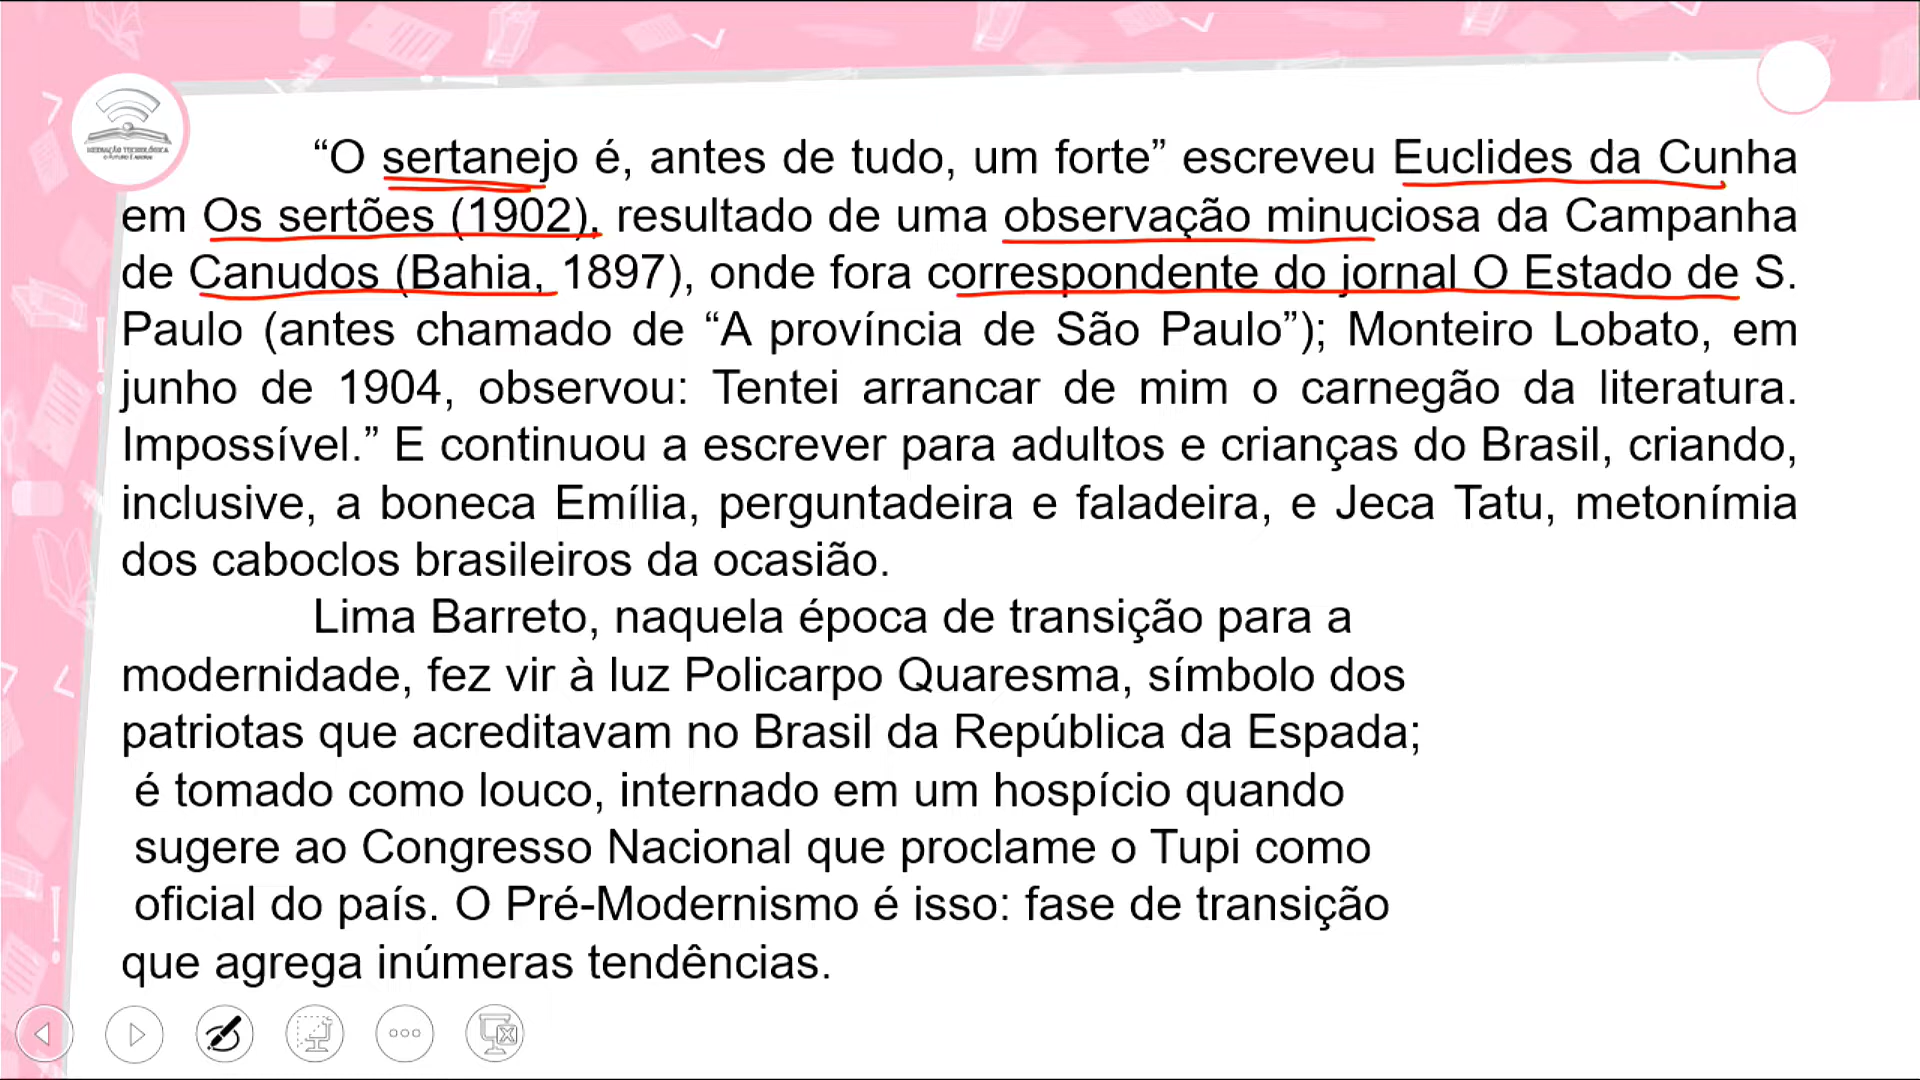 MEDIAÇÃO TECNOLÓGICA
O FUTURO É AGORA!
“O sertanejo é, antes de tudo, um forte” escreveu Euclides da Cunha
em Os sertões (1902), resultado de uma observação minuciosa da Campanha
de Canudos (Bahia, 1897), onde fora correspondente do jornal O Estado de S.
Paulo (antes chamado de “A província de São Paulo”); Monteiro Lobato, em
junho de 1904, observou: Tentei arrancar de mim o carnegão da literatura.
Impossível.” E continuou a escrever para adultos e crianças do Brasil, criando,
inclusive, a boneca Emília, perguntadeira e faladeira, e Jeca Tatu, metonímia
dos caboclos brasileiros da ocasião.
Lima Barreto, naquela época de transição para a
modernidade, fez vir à luz Policarpo Quaresma, símbolo dos
patriotas que acreditavam no Brasil da República da Espada;
é tomado como louco, internado em um hospício quando
sugere ao Congresso Nacional que proclame o Tupi como
oficial do país. O Pré-Modernismo é isso: fase de transição
que agrega inúmeras tendências.